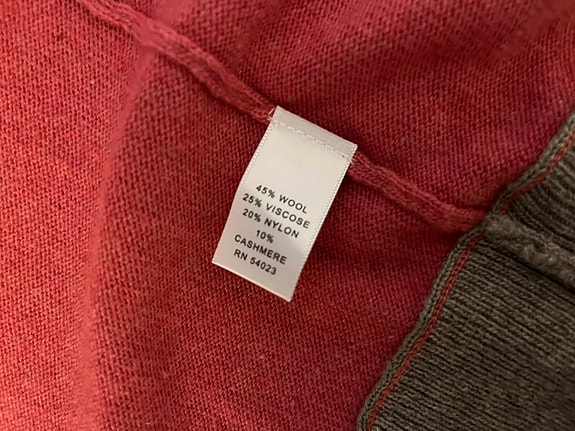 45% WOOL
25% VISCOSE
20% NYLON
10%
CASHMERE
RN 54023